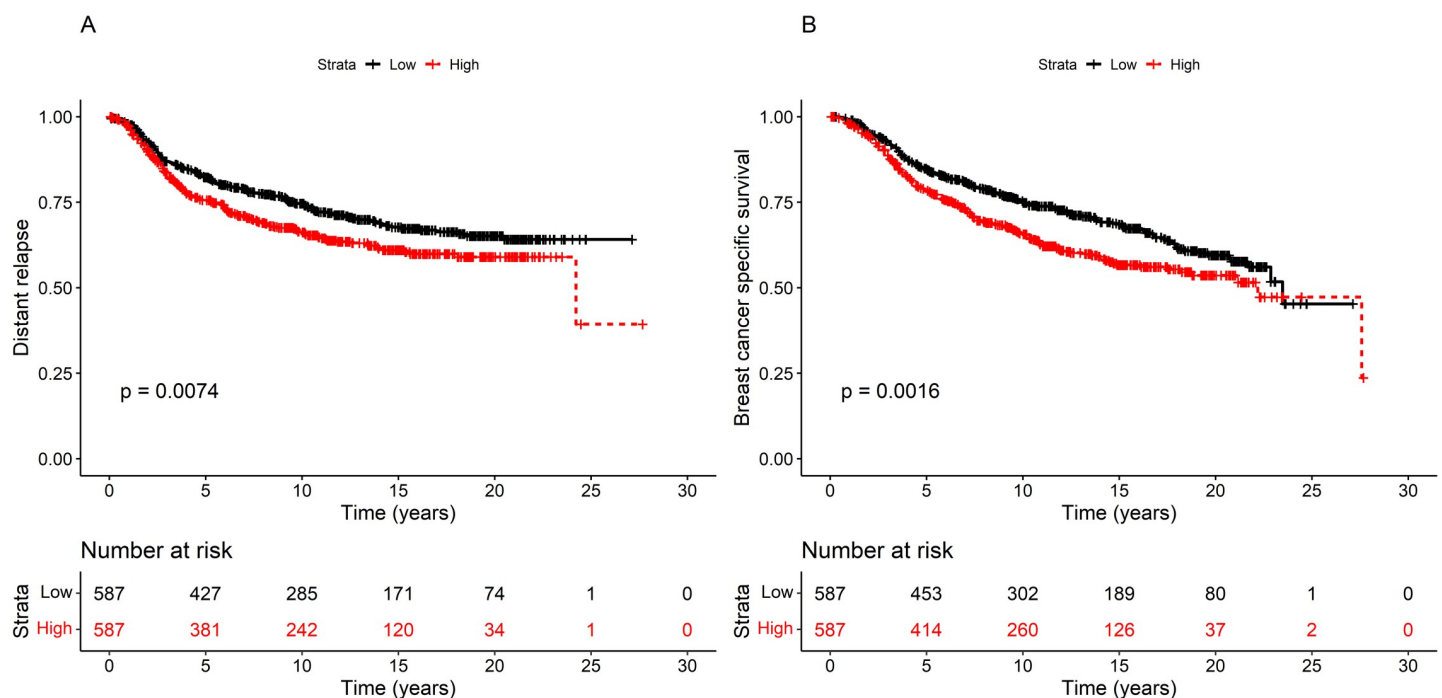 A
Strata Low High
Distant relapse
1.00
0.75
0.50
0.25
0.00
p = 0.0074
0 5 10 15 20 25 30
Time (years)
Number at risk
Strata
Low 587 427 285 171 74 1 0
High 587 381 242 120 34 1 0
0 5 10 15 20 25 30
Time (years)
B
Strata Low High
Breast cancer specific survival
1.00
0.75
0.50
0.25
0.00
p = 0.0016
0 5 10 15 20 25 30
Time (years)
Number at risk
Strata
Low 587 453 302 189 80 1 0
High 587 414 260 126 37 2 0
0 5 10 15 20 25 30
Time (years)